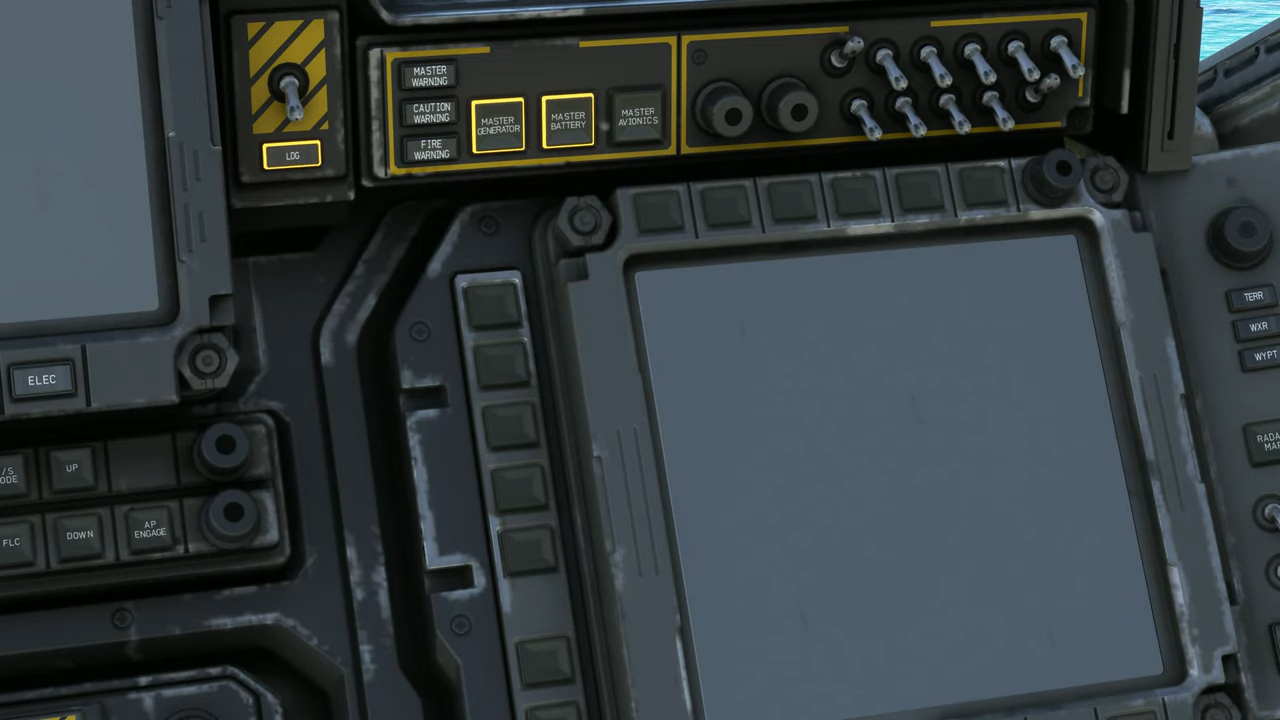 MASTER
WARNING
CAUTION
WARNING
FIRE
WARNING
MASTER
GENERATOR
MASTER
BATTERY
MASTER
AVIONICS
LDG
TERR
WXR
WYPT
ELEC
UP
FLC
DOWN
AP
ENGAGE